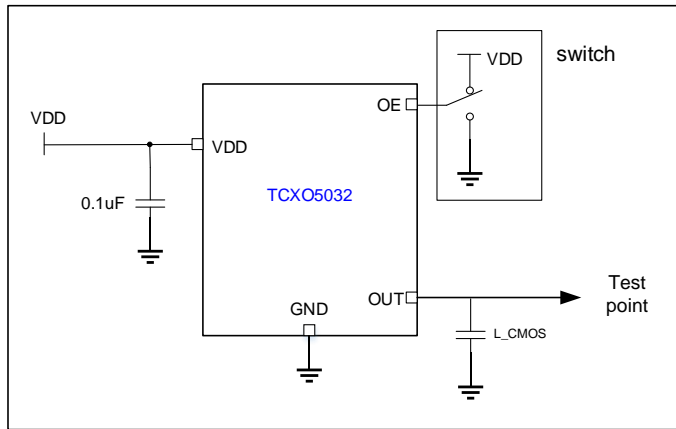 switch
VDD
OE
VDD
VDD
0.1uF
TCXO5032
OUT
GND
Test
point
L_CMOS